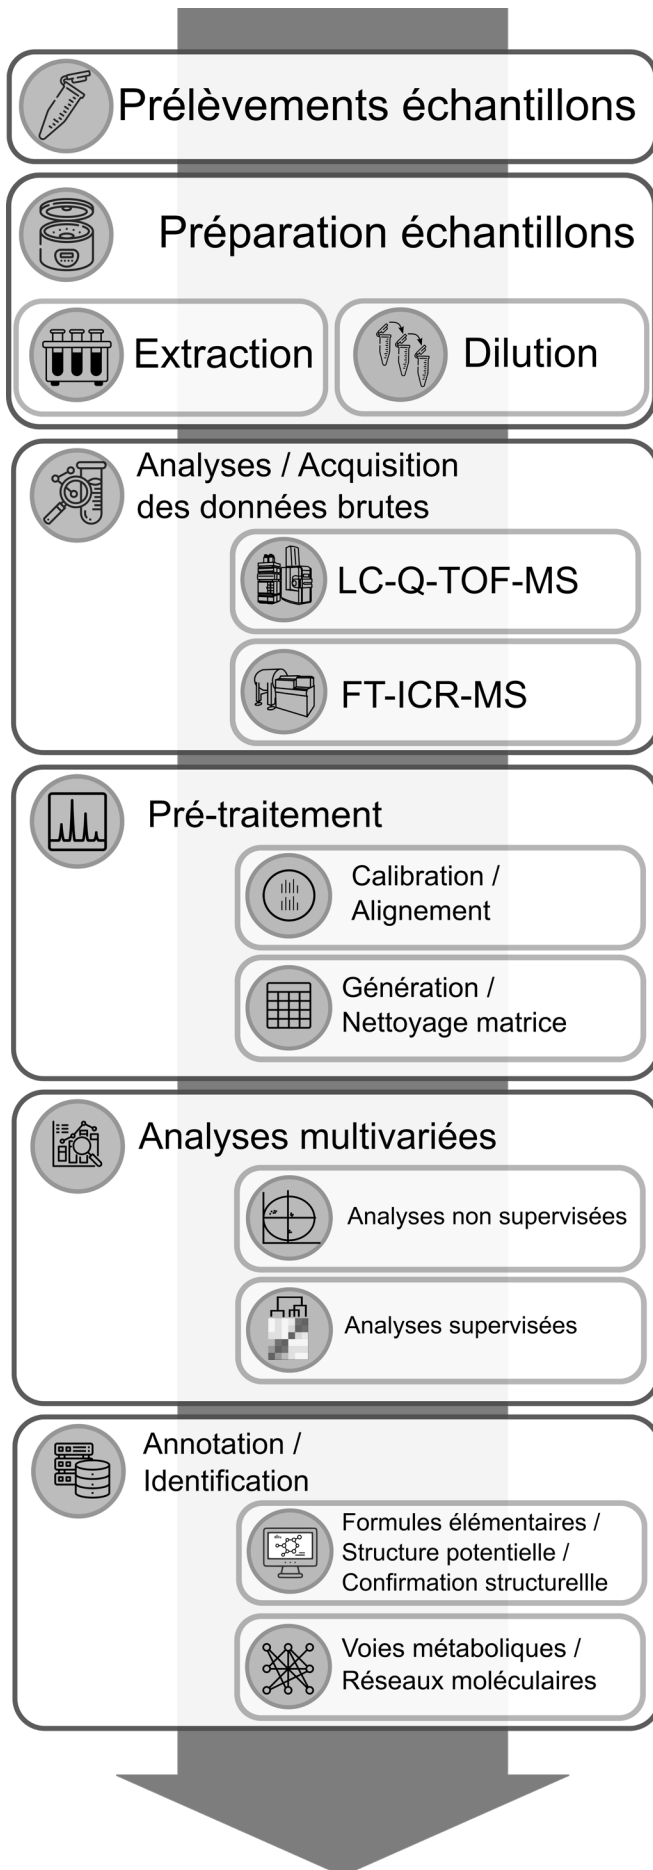 Prélèvements échantillons
Préparation échantillons
Extraction
Dilution
Analyses / Acquisition
des données brutes
LC-Q-TOF-MS
FT-ICR-MS
Pré-traitement
Calibration /
Alignement
Génération /
Nettoyage matrice
Analyses multivariées
Analyses non supervisées
Analyses supervisées
Annotation /
Identification
Formules élémentaires /
Structure potentielle /
Confirmation structurellle
Voies métaboliques /
Réseaux moléculaires